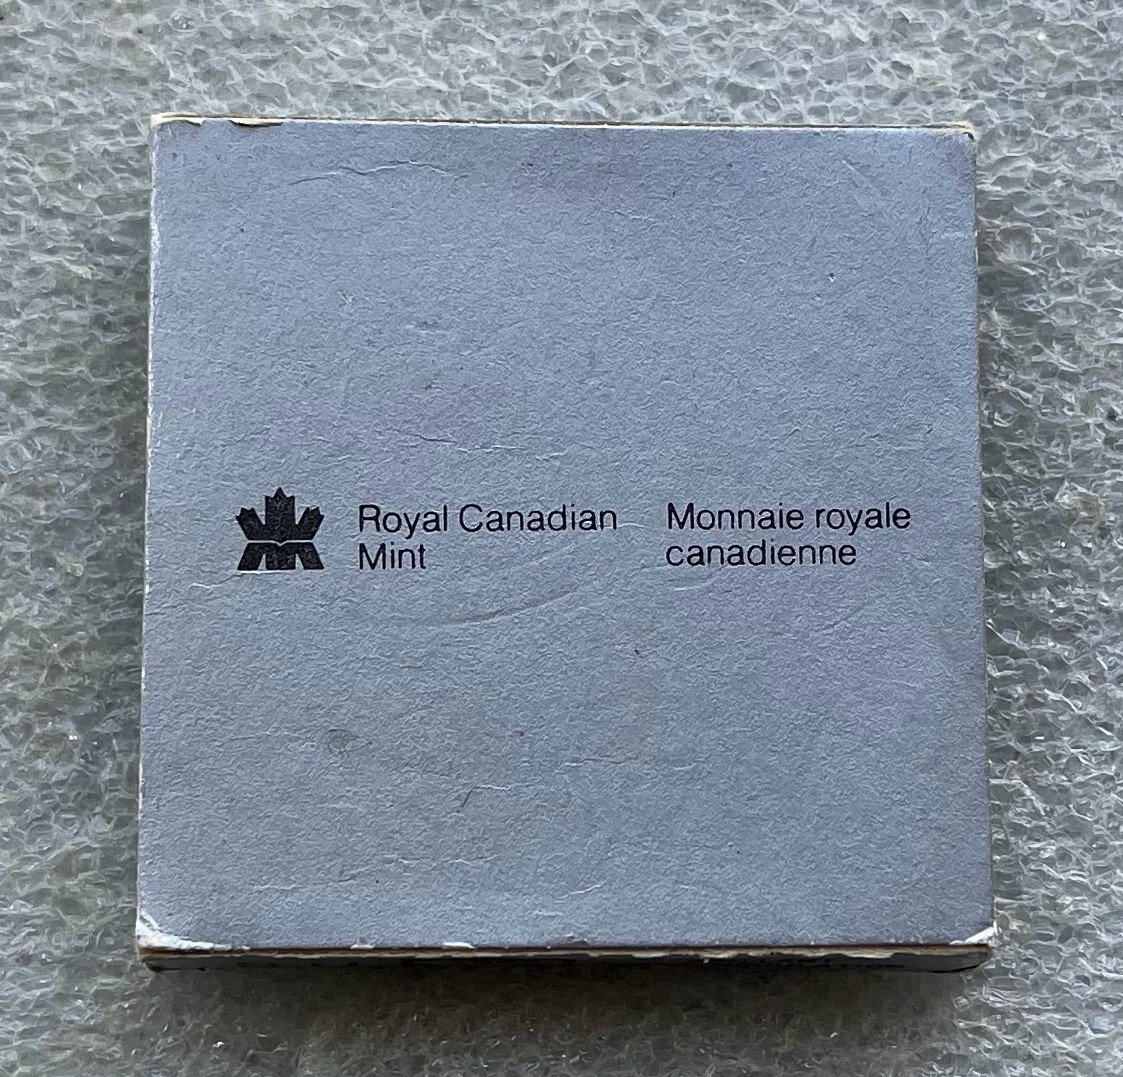 Royal Canadian
Mint
Monnaie royale
canadienne